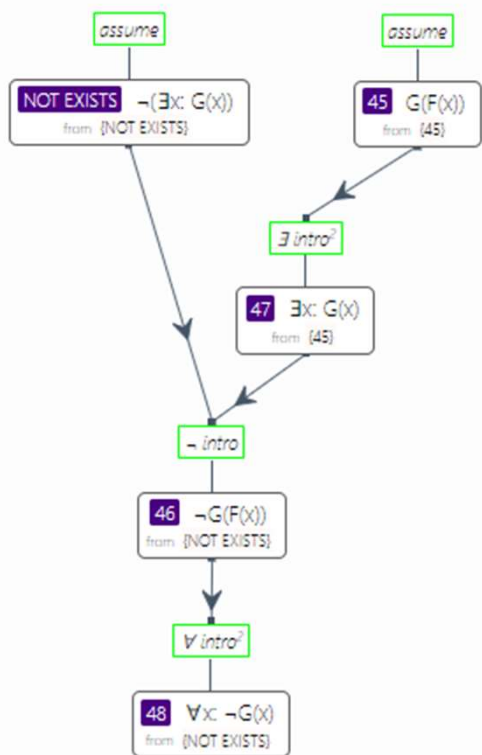 assume
assume
NOT EXISTS ¬(∃x: G(x))
from {NOT EXISTS}
45 G(F(x))
from {45}
∃ intro²
47 ∃x: G(x)
from {45}
¬ intro
46 ¬G(F(x))
from {NOT EXISTS}
∀ intro²
48 ∀x: ¬G(x)
from {NOT EXISTS}